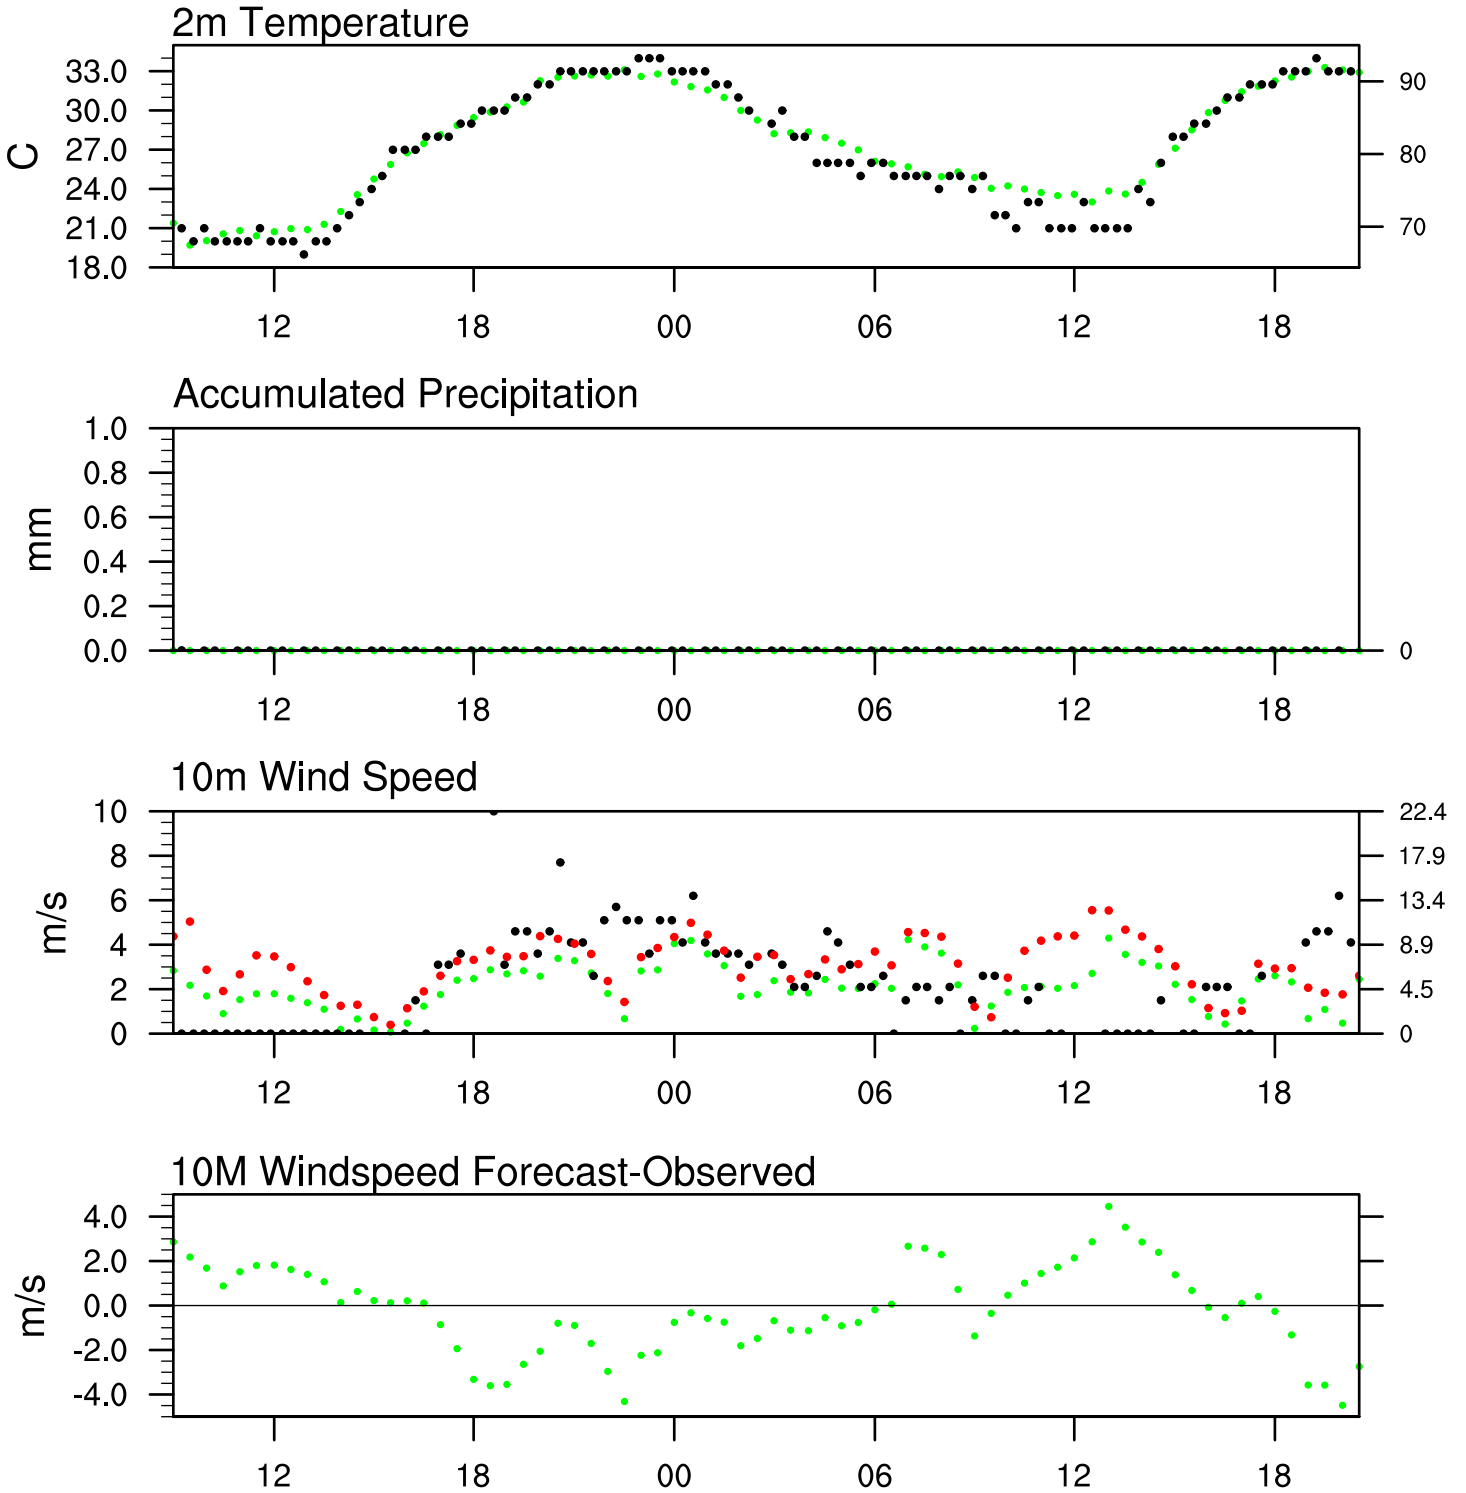 2m Temperature
C
33.0
30.0
27.0
24.0
21.0
18.0
90
80
70
12 18 00 06 12 18
Accumulated Precipitation
mm
1.0
0.8
0.6
0.4
0.2
0.0
0
12 18 00 06 12 18
10m Wind Speed
m/s
10
8
6
4
2
0
22.4
17.9
13.4
8.9
4.5
0
12 18 00 06 12 18
10M Windspeed Forecast-Observed
m/s
4.0
2.0
0.0
-2.0
-4.0
12 18 00 06 12 18